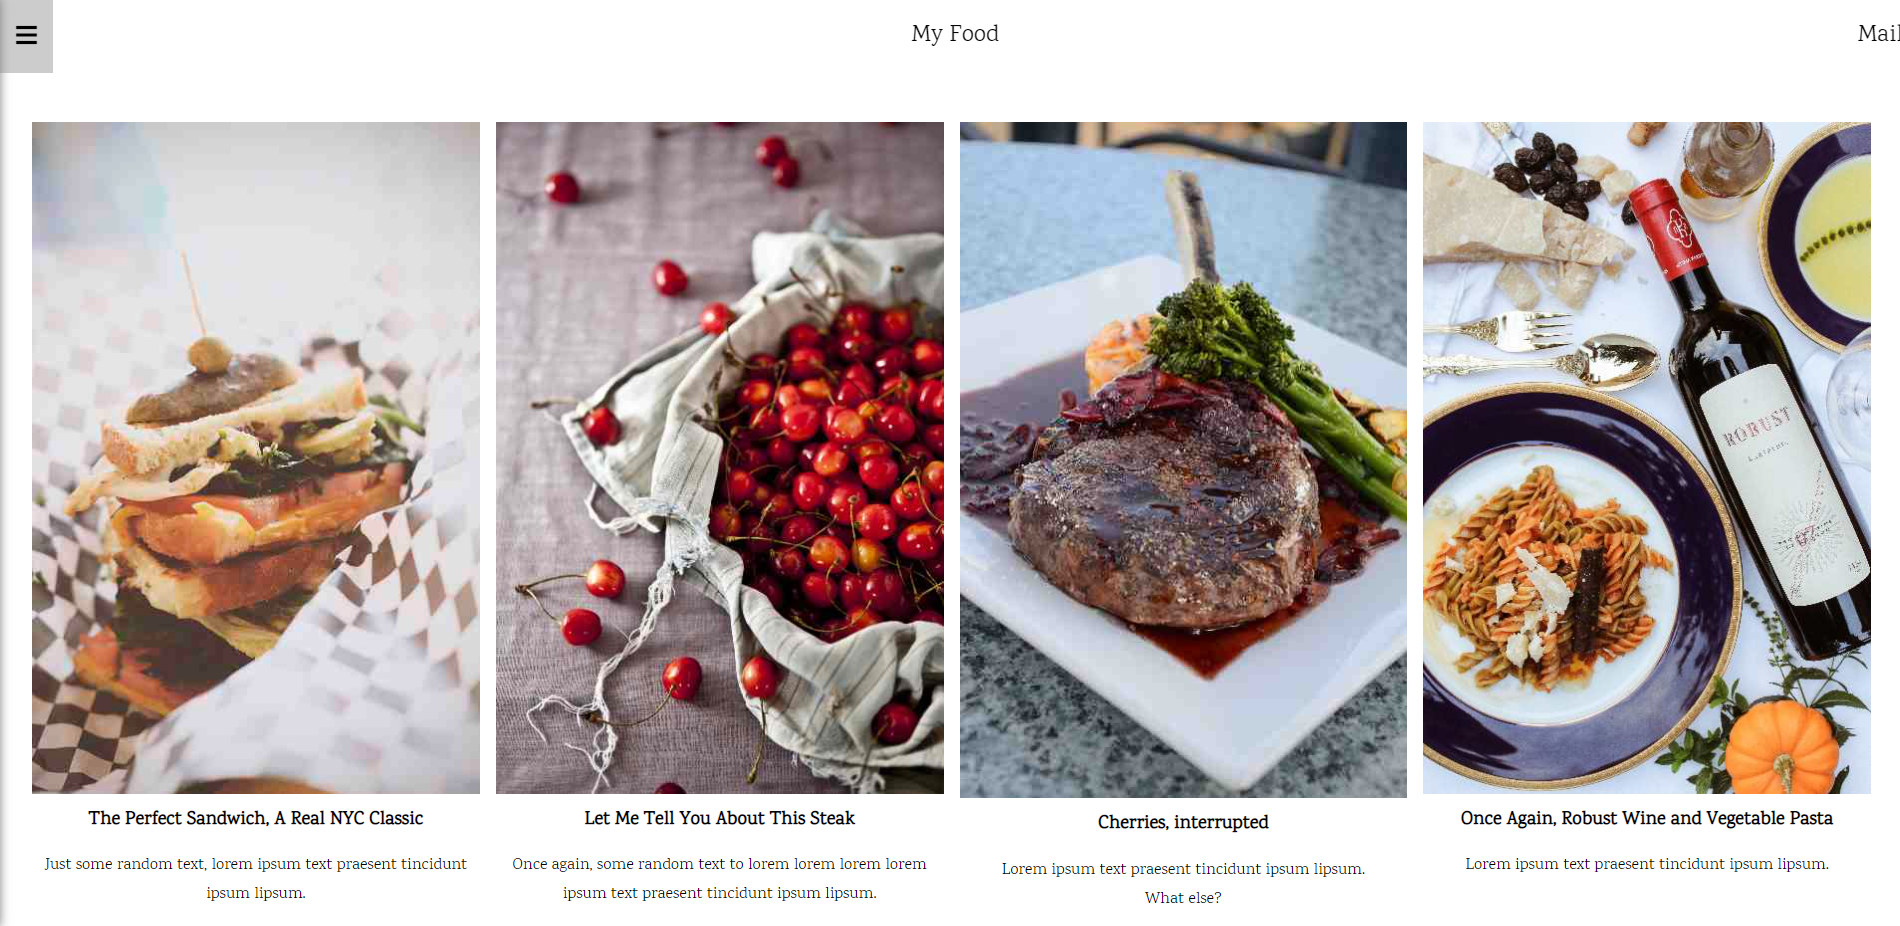 My Food
Mail
ROBUST
The Perfect Sandwich, A Real NYC Classic
Just some random text, lorem ipsum text praesent tincidunt
ipsum lipsum.
Let Me Tell You About This Steak
Once again, some random text to lorem lorem lorem lorem
ipsum text praesent tincidunt ipsum lipsum.
Cherries, interrupted
Lorem ipsum text praesent tincidunt ipsum lipsum.
What else?
Once Again, Robust Wine and Vegetable Pasta
Lorem ipsum text praesent tincidunt ipsum lipsum.